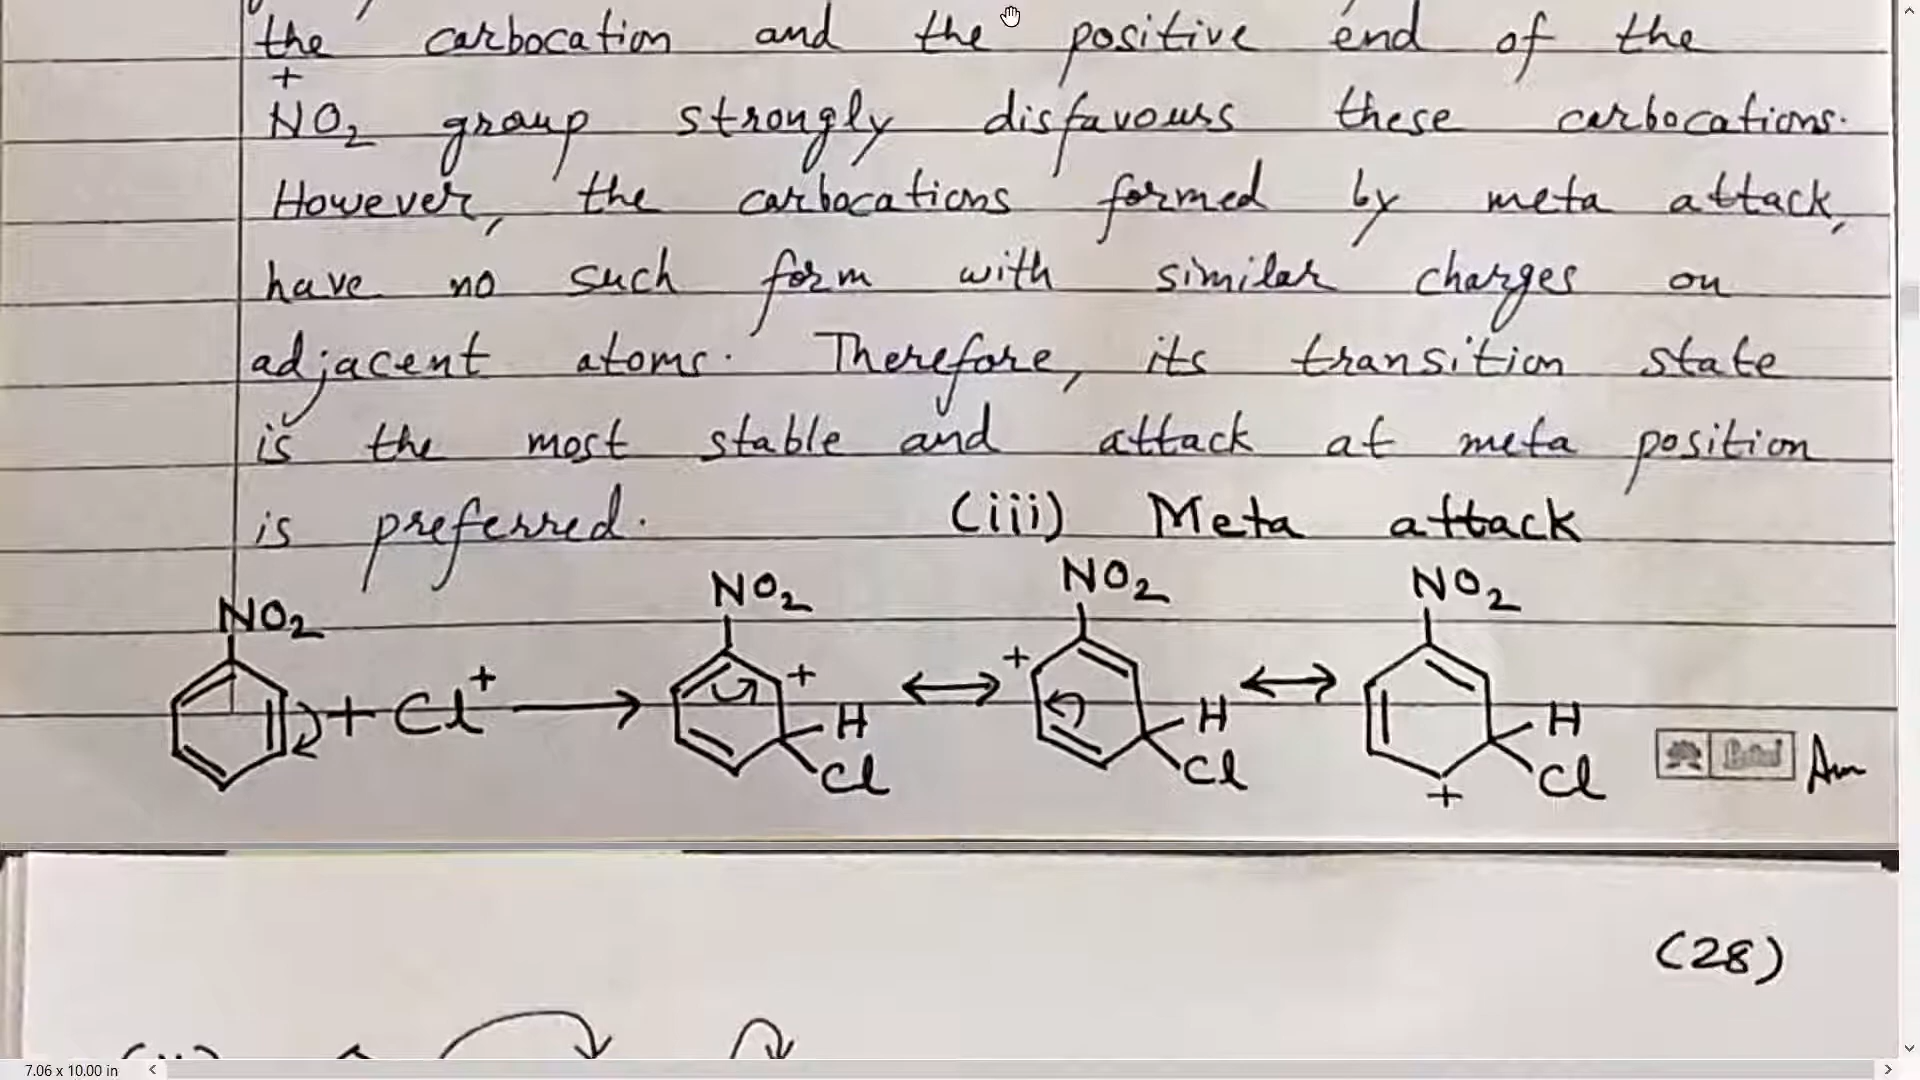 the carbocation and the positive end of the
+
NO2 group strongly disfavours these carbocations.
However, the carbocations formed by meta attack,
have no such form with similar charges on
adjacent atoms. Therefore, its transition state
is the most stable and attack at meta position
is preferred. (iii) Meta attack
NO2 NO2 NO2 NO2
+ Cl+ + H Cl + H Cl H Cl +
(28)
7.06 x 10.00 in